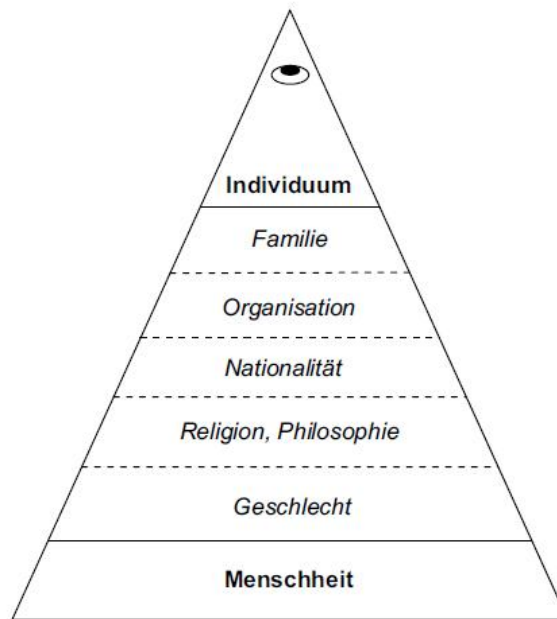 Individuum
Familie
Organisation
Nationalität
Religion, Philosophie
Geschlecht
Menschheit